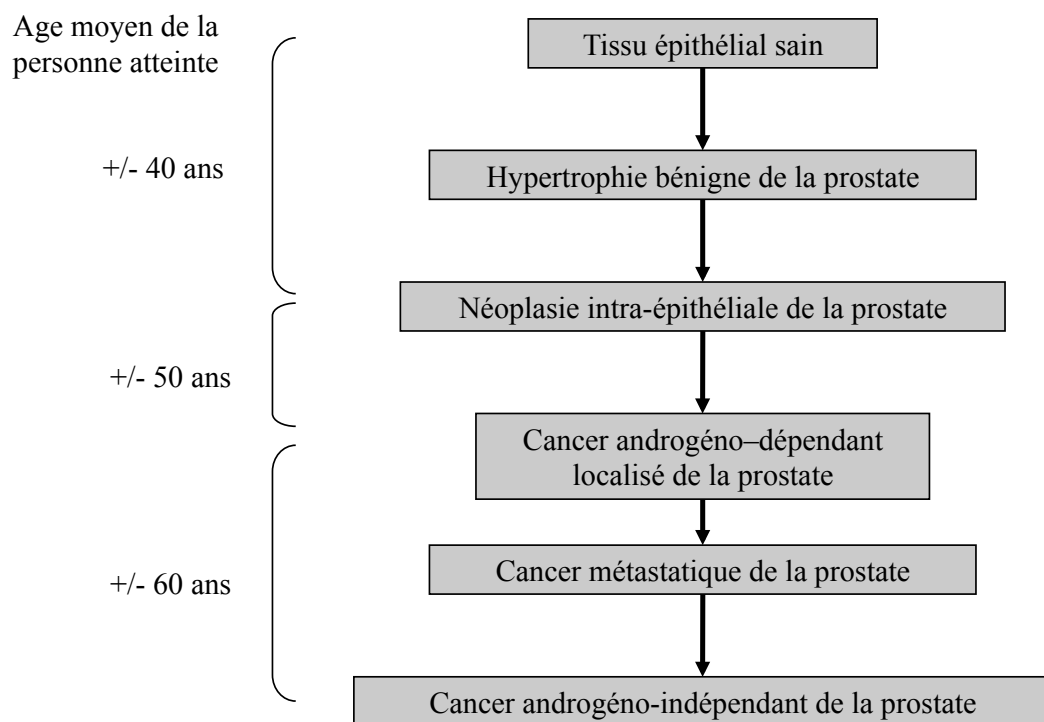 Age moyen de la
personne atteinte
Tissu épithélial sain
+/- 40 ans
Hypertrophie bénigne de la prostate
Néoplasie intra-épithéliale de la prostate
+/- 50 ans
Cancer androgéno–dépendant
localisé de la prostate
+/- 60 ans
Cancer métastatique de la prostate
Cancer androgéno-indépendant de la prostate